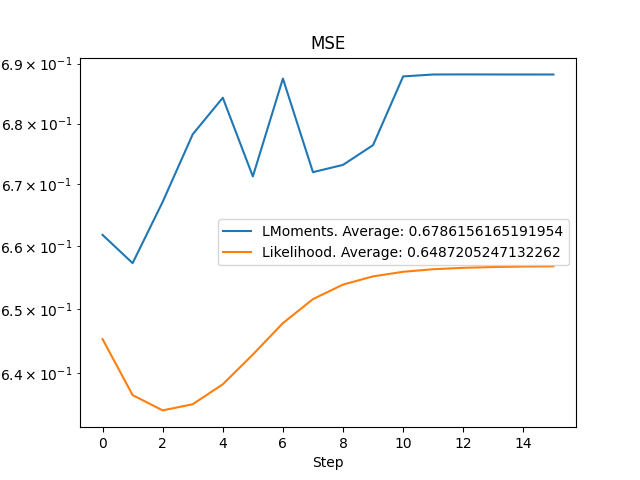 MSE
6.9 × 10⁻¹
6.8 × 10⁻¹
6.7 × 10⁻¹
6.6 × 10⁻¹
6.5 × 10⁻¹
6.4 × 10⁻¹
LMoments. Average: 0.6786156165191954
Likelihood. Average: 0.6487205247132262
0 2 4 6 8 10 12 14
Step